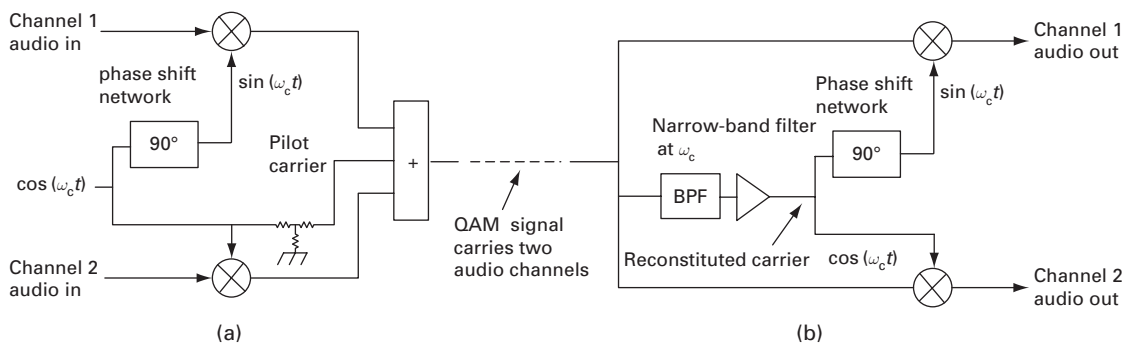 Channel 1
audio in
phase shift
network
sin (ωct)
90°
Pilot
carrier
cos (ωct)
+
Channel 2
audio in
(a)
QAM signal
carries two
audio channels
Narrow-band filter
at ωc
BPF
Reconstituted carrier
Phase shift
network
90°
sin (ωct)
cos (ωct)
Channel 1
audio out
Channel 2
audio out
(b)